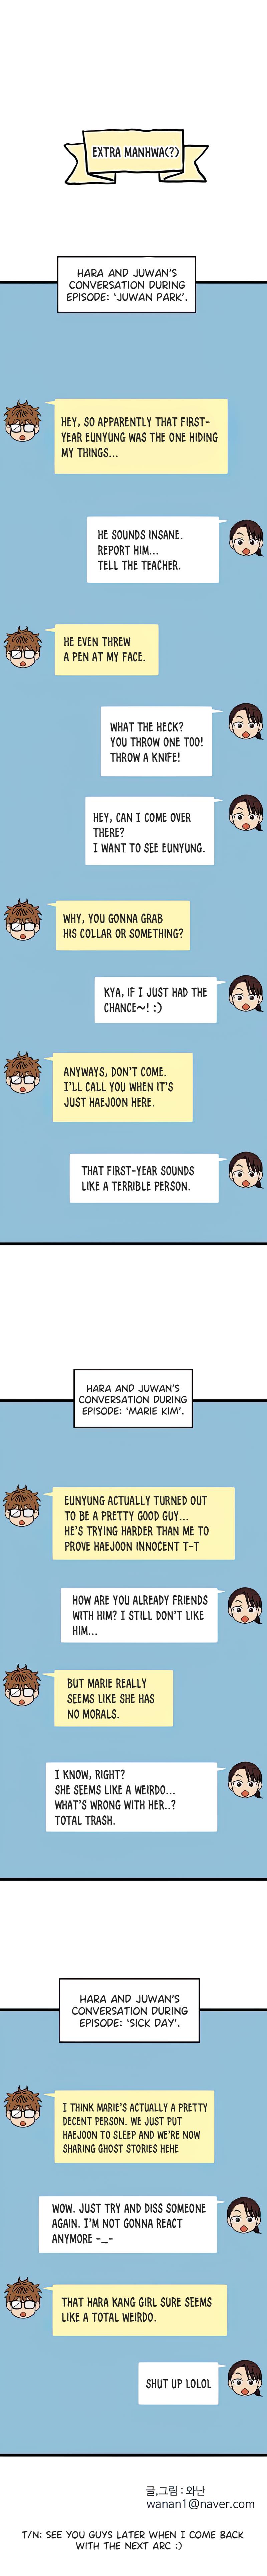 EXTRA MANHWA(?)
HARA AND JUWAN'S
CONVERSATION DURING
EPISODE: 'JUWAN PARK'.
HEY, SO APPARENTLY THAT FIRST-
YEAR EUNYUNG WAS THE ONE HIDING
MY THINGS...
HE SOUNDS INSANE.
REPORT HIM...
TELL THE TEACHER.
HE EVEN THREW
A PEN AT MY FACE.
WHAT THE HECK?
YOU THROW ONE TOO!
THROW A KNIFE!
HEY, CAN I COME OVER
THERE?
I WANT TO SEE EUNYUNG.
WHY, YOU GONNA GRAB
HIS COLLAR OR SOMETHING?
KYA, IF I JUST HAD THE
CHANCE~! :)
ANYWAYS, DON'T COME.
I'LL CALL YOU WHEN IT'S
JUST HAEJOON HERE.
THAT FIRST-YEAR SOUNDS
LIKE A TERRIBLE PERSON.
HARA AND JUWAN'S
CONVERSATION DURING
EPISODE: 'MARIE KIM'.
EUNYUNG ACTUALLY TURNED OUT
TO BE A PRETTY GOOD GUY...
HE'S TRYING HARDER THAN ME TO
PROVE HAEJOON INNOCENT T-T
HOW ARE YOU ALREADY FRIENDS
WITH HIM? I STILL DON'T LIKE
HIM...
BUT MARIE REALLY
SEEMS LIKE SHE HAS
NO MORALS.
I KNOW, RIGHT?
SHE SEEMS LIKE A WEIRDO...
WHAT'S WRONG WITH HER..?
TOTAL TRASH.
HARA AND JUWAN'S
CONVERSATION DURING
EPISODE: 'SICK DAY'.
I THINK MARIE'S ACTUALLY A PRETTY
DECENT PERSON. WE JUST PUT
HAEJOON TO SLEEP AND WE'RE NOW
SHARING GHOST STORIES HEHE
WOW. JUST TRY AND DISS SOMEONE
AGAIN. I'M NOT GONNA REACT
ANYMORE -_-
THAT HARA KANG GIRL SURE SEEMS
LIKE A TOTAL WEIRDO.
SHUT UP LOLOL
글,그림 : 와난
wanan1@naver.com
T/N: SEE YOU GUYS LATER WHEN I COME BACK
WITH THE NEXT ARC :)